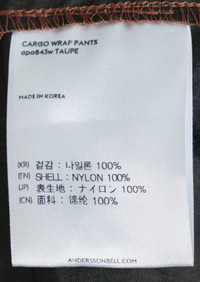 CARGO WRAP PANTS
apa843w TAUPE
MADE IN KOREA
(KR) 겉감 : 나일론 100%
(EN) SHELL : NYLON 100%
(JP) 表生地 : ナイロン 100%
(CN) 面料 : 锦纶 100%
ANDERSSONBELL.COM